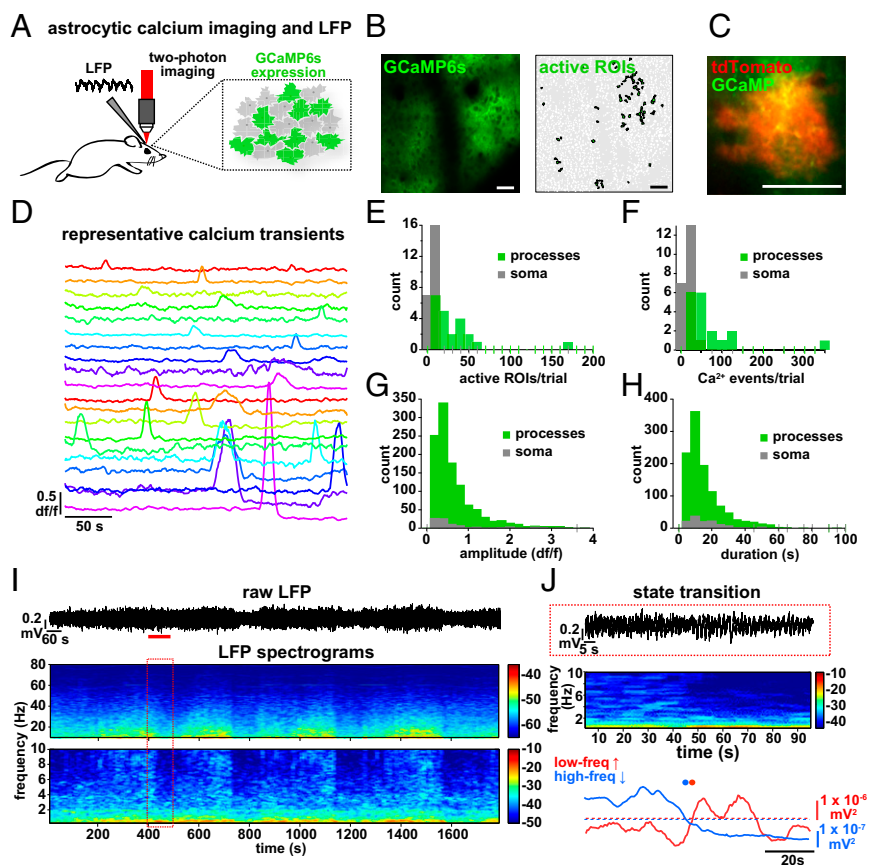 A astrocytic calcium imaging and LFP
LFP
two-photon
imaging
GCaMP6s
expression
B
GCaMP6s
active ROIs
C
tdTomato
GCaMP
D
representative calcium transients
0.5
df/f
50 s
E
16
12
8
4
0
count
processes
soma
0 50 100 150 200
active ROIs/trial
F
12
8
4
0
count
processes
soma
0 150 200 350
Ca²⁺ events/trial
G
350
300
250
200
150
100
50
0
count
processes
soma
0 1 2 3 4
amplitude (df/f)
H
400
300
200
100
0
count
processes
soma
0 20 40 60 80 100
duration (s)
I
raw LFP
0.2
mV
60 s
LFP spectrograms
80
60
40
20
frequency (Hz)
-40
-50
-60
10
8
6
4
2
frequency (Hz)
-10
-20
-30
-40
-50
200 400 600 800 1000 1200 1400 1600
time (s)
J
state transition
0.2
mV
5 s
10
8
6
4
2
frequency
(Hz)
-10
-20
-30
-40
10 20 30 40 50 60 70 80 90
time (s)
low-freq ↑
high-freq ↓
1 x 10⁻⁶
mV²
1 x 10⁻⁷
mV²
20s